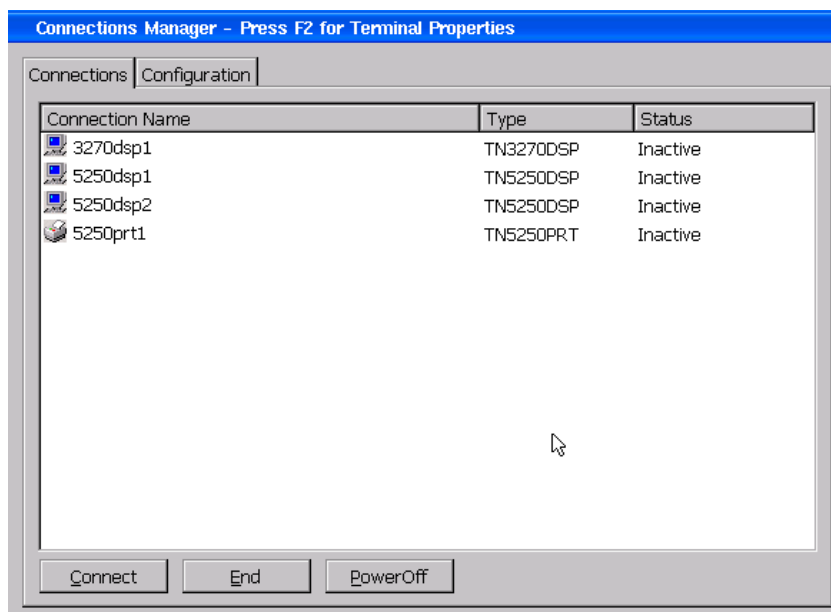 Connections Manager - Press F2 for Terminal Properties
Connections Configuration
Connection Name Type Status
3270dsp1 TN3270DSP Inactive
5250dsp1 TN5250DSP Inactive
5250dsp2 TN5250DSP Inactive
5250prt1 TN5250PRT Inactive
Connect End PowerOff